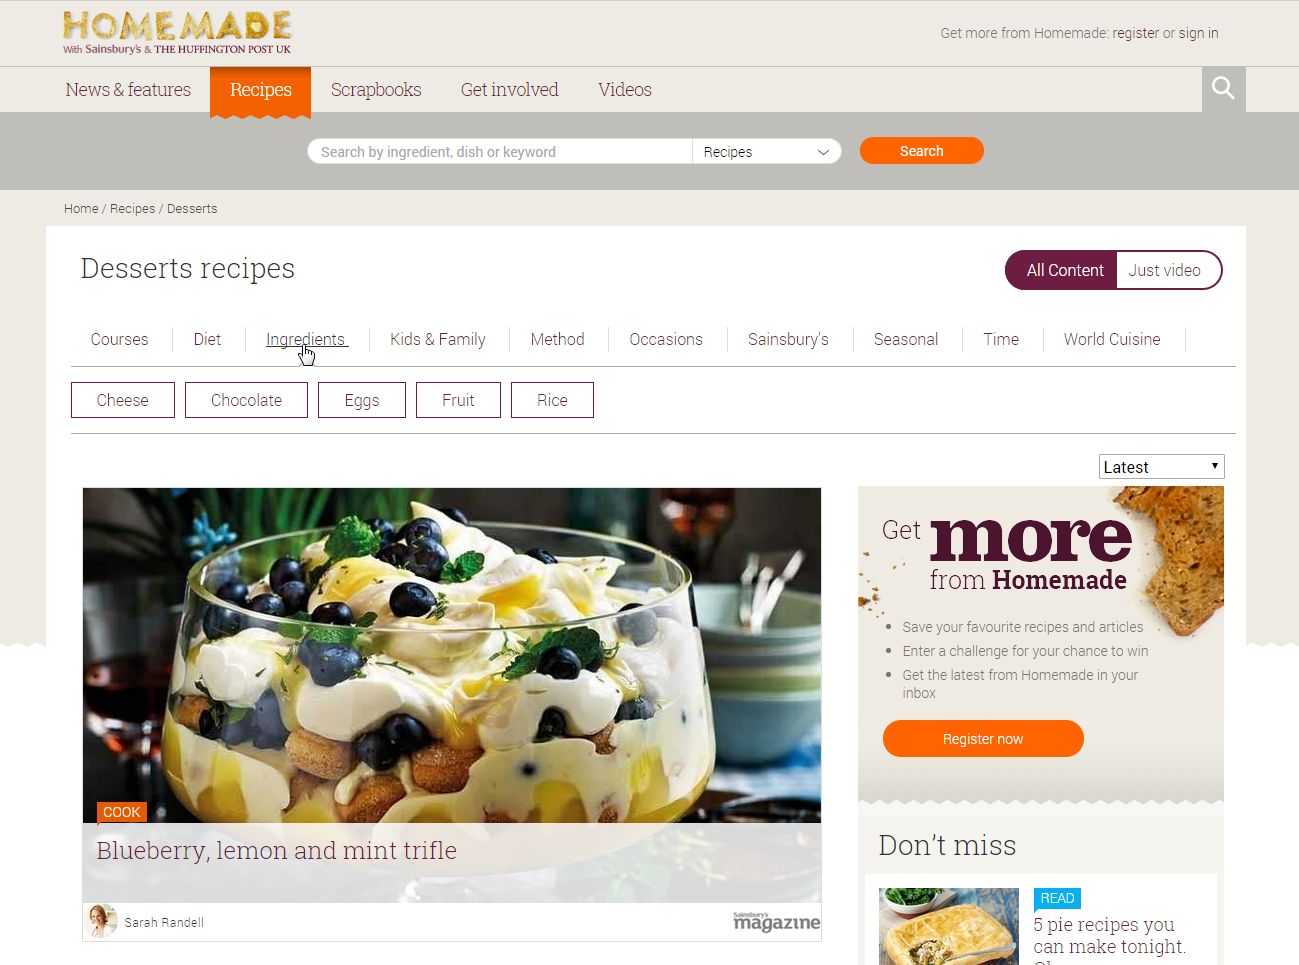 HOMEMADE
With Sainsbury's & THE HUFFINGTON POST UK
Get more from Homemade: register or sign in
News & features Recipes Scrapbooks Get involved Videos
Search by ingredient, dish or keyword Recipes Search
Home / Recipes / Desserts
Desserts recipes
All Content Just video
Courses Diet Ingredients Kids & Family Method Occasions Sainsbury's Seasonal Time World Cuisine
Cheese Chocolate Eggs Fruit Rice
Latest
COOK
Blueberry, lemon and mint trifle
Sarah Randell
Sainsbury's
magazine
Get more
from Homemade
Save your favourite recipes and articles
Enter a challenge for your chance to win
Get the latest from Homemade in your
inbox
Register now
Don't miss
READ
5 pie recipes you
can make tonight.